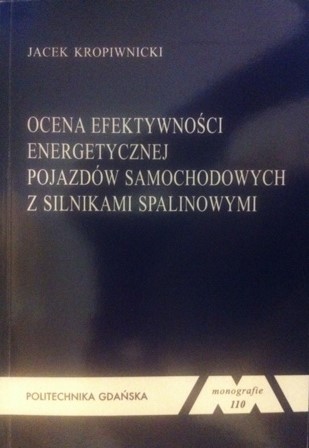 JACEK KROPIWNICKI
OCENA EFEKTYWNOŚCI
ENERGETYCZNEJ
POJAZDÓW SAMOCHODOWYCH
Z SILNIKAMI SPALINOWYMI
POLITECHNIKA GDAŃSKA
monografie
110